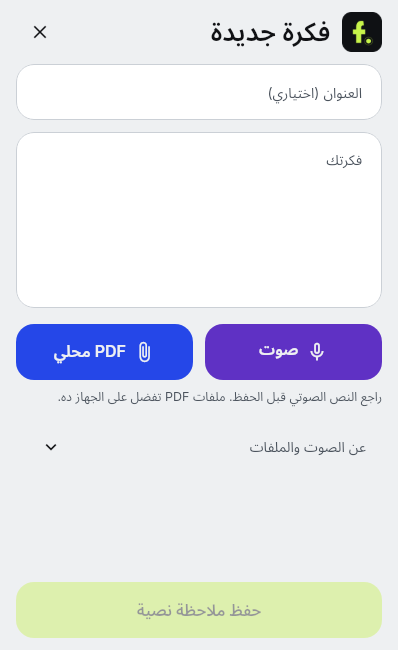 f.
فكرة جديدة
العنوان (اختياري)
فكرتك
صوت
PDF محلي
راجع النص الصوتي قبل الحفظ. ملفات PDF تفضل على الجهاز ده.
عن الصوت والملفات
حفظ ملاحظة نصية